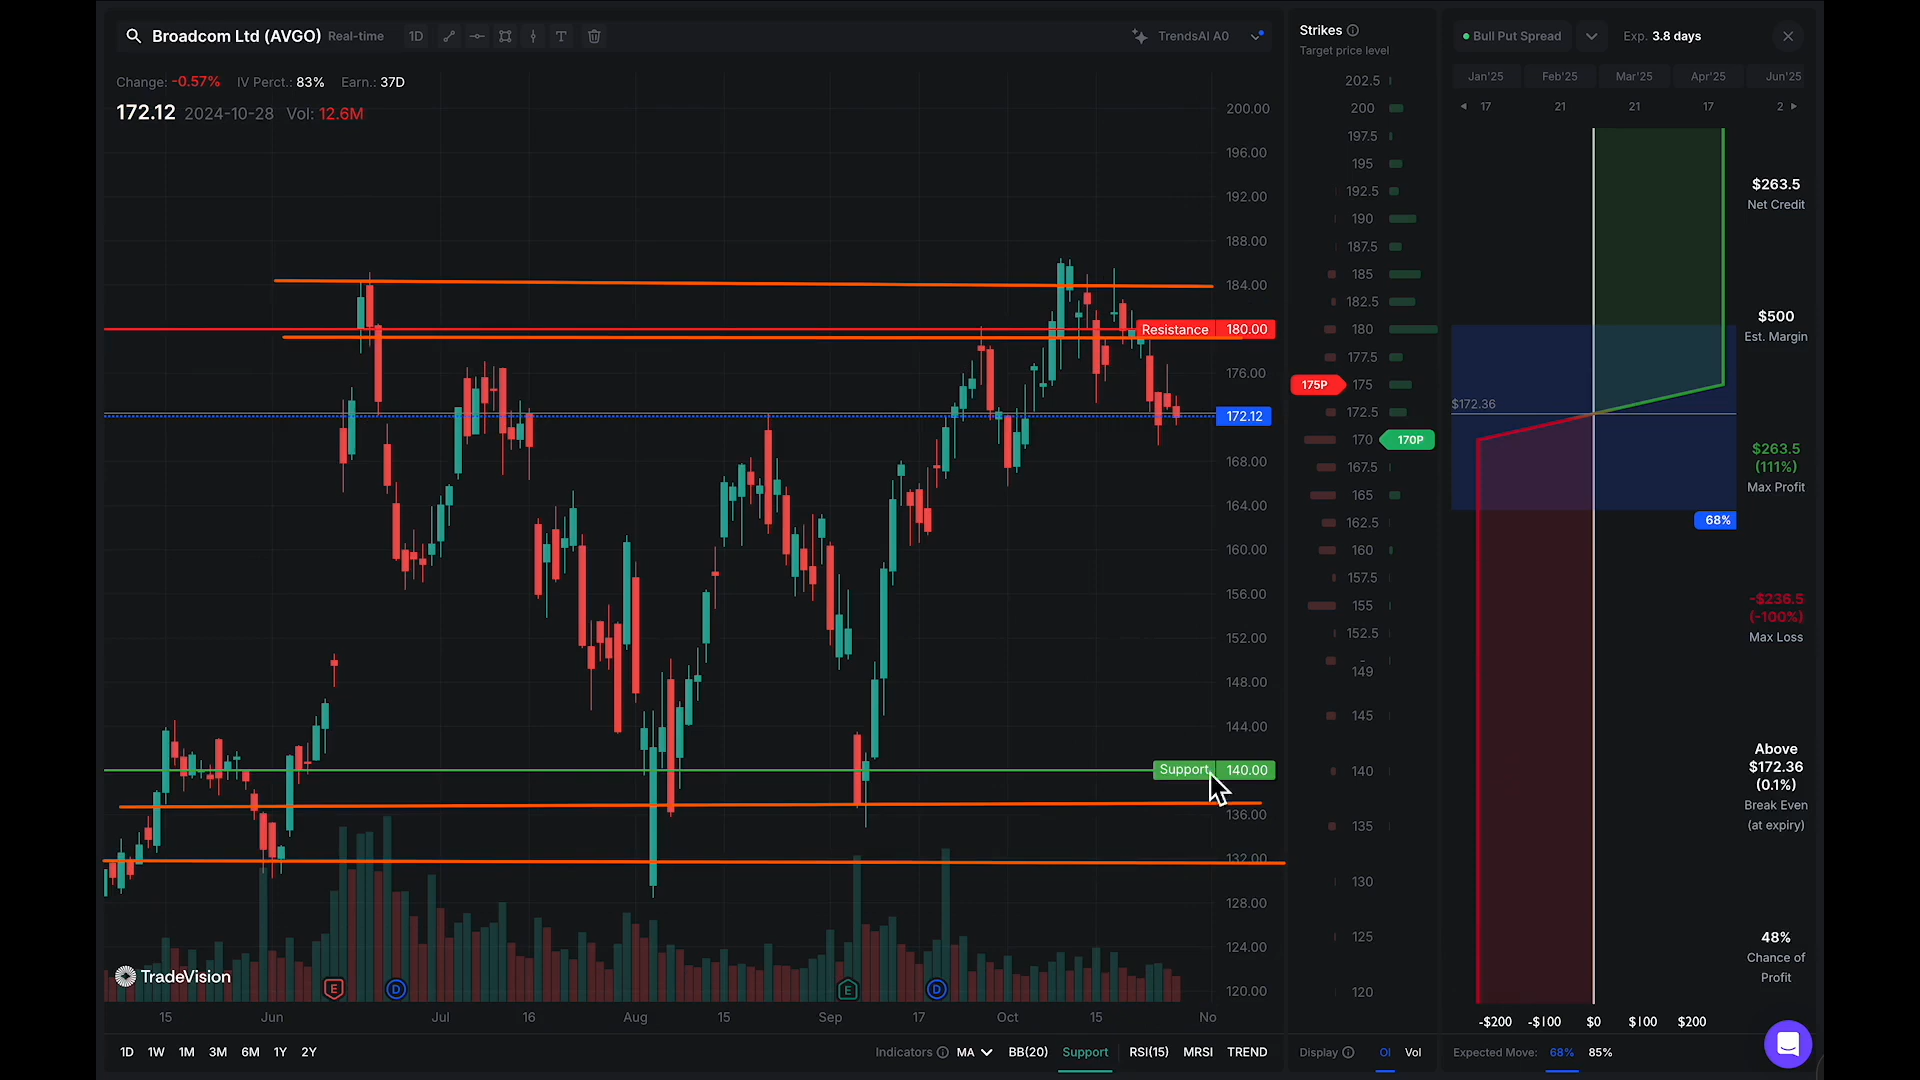 Broadcom Ltd (AVGO) Real-time 1D T TrendsAI A0
Change: -0.57% IV Perct.: 83% Earn.: 37D
172.12 2024-10-28 Vol: 12.6M
200.00
196.00
192.00
188.00
184.00
Resistance 180.00
176.00
172.12
168.00
164.00
160.00
156.00
152.00
148.00
144.00
Support 140.00
136.00
132.00
128.00
124.00
120.00
TradeVision
E D E D
15 Jun Jul 16 Aug 15 Sep 17 Oct 15 No
1D 1W 1M 3M 6M 1Y 2Y
Indicators MA BB(20) Support RSI(15) MRSI TREND
Strikes
Target price level
202.5
200
197.5
195
192.5
190
187.5
185
182.5
180
177.5
175P 175
172.5
170 170P
167.5
165
162.5
160
157.5
155
152.5
149
145
140
135
130
125
120
Display OI Vol
Bull Put Spread Exp. 3.8 days
Jan'25 Feb'25 Mar'25 Apr'25 Jun'25
17 21 21 17 2
$172.36
68%
$263.5
Net Credit
$500
Est. Margin
$263.5
(111%)
Max Profit
-$236.5
(-100%)
Max Loss
Above
$172.36
(0.1%)
Break Even
(at expiry)
48%
Chance of
Profit
-$200 -$100 $0 $100 $200
Expected Move: 68% 85%